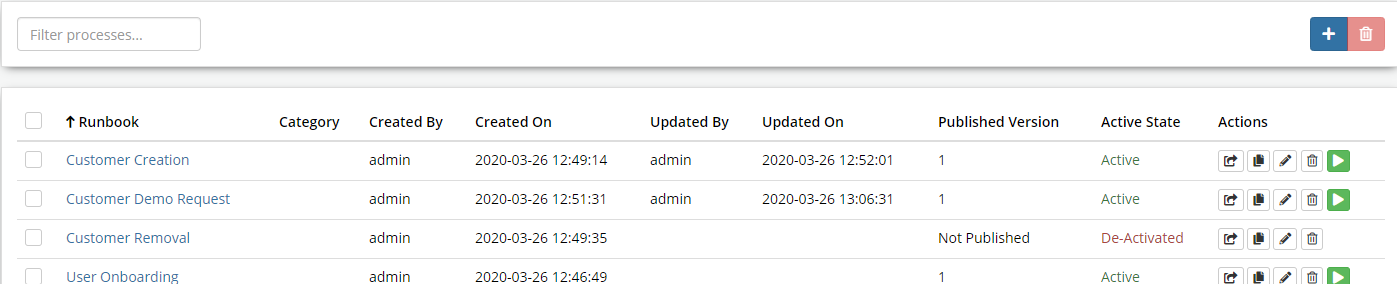 Filter processes...
Runbook Category Created By Created On Updated By Updated On Published Version Active State Actions
Customer Creation admin 2020-03-26 12:49:14 admin 2020-03-26 12:52:01 1 Active
Customer Demo Request admin 2020-03-26 12:51:31 admin 2020-03-26 13:06:31 1 Active
Customer Removal admin 2020-03-26 12:49:35 Not Published De-Activated
User Onboarding admin 2020-03-26 12:46:49 1 Active